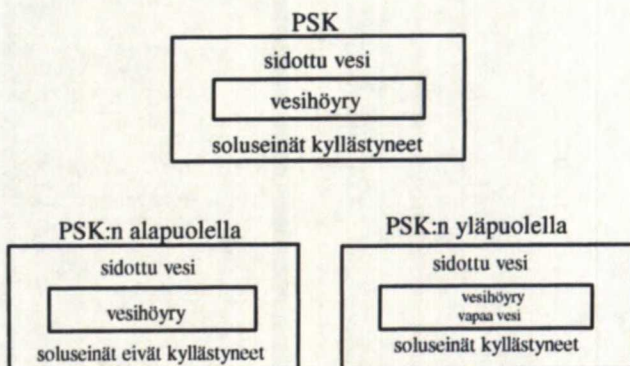 PSK
sidottu vesi
vesihöyry
soluseinät kyllästyneet
PSK:n alapuolella
sidottu vesi
vesihöyry
soluseinät eivät kyllästyneet
PSK:n yläpuolella
sidottu vesi
vesihöyry
vapaa vesi
soluseinät kyllästyneet